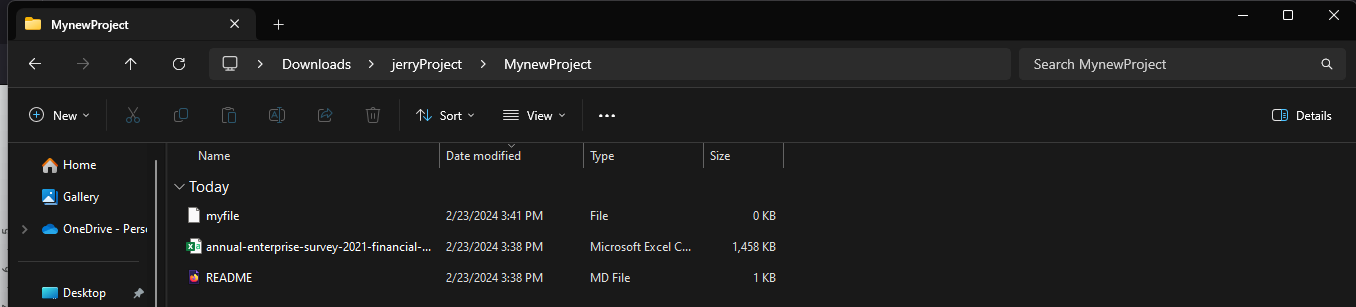 MynewProject
Downloads > jerryProject > MynewProject
Search MynewProject
New
Sort
View
Details
Home
Gallery
OneDrive - Pers
Desktop
Name Date modified Type Size
Today
myfile 2/23/2024 3:41 PM File 0 KB
annual-enterprise-survey-2021-financial-... 2/23/2024 3:38 PM Microsoft Excel C... 1,458 KB
README 2/23/2024 3:38 PM MD File 1 KB